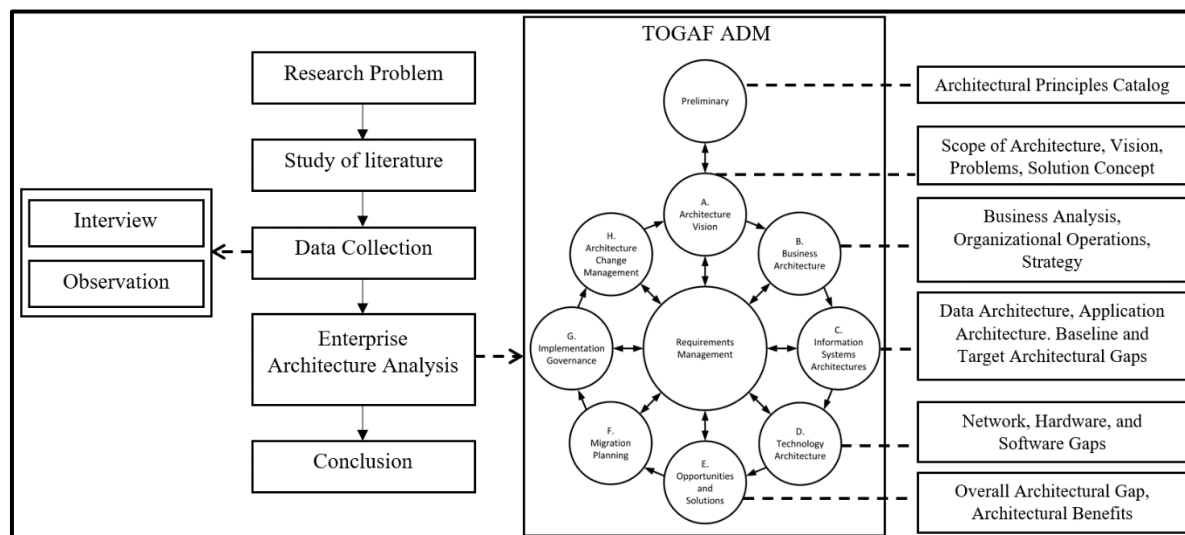 Research Problem
Study of literature
Interview
Observation
Data Collection
Enterprise
Architecture Analysis
Conclusion
TOGAF ADM
Preliminary
A.
Architecture
Vision
B.
Business
Architecture
C.
Information
Systems
Architectures
D.
Technology
Architecture
E.
Opportunities
and
Solutions
F.
Migration
Planning
G.
Implementation
Governance
H.
Architecture
Change
Management
Requirements
Management
Architectural Principles Catalog
Scope of Architecture, Vision,
Problems, Solution Concept
Business Analysis,
Organizational Operations,
Strategy
Data Architecture, Application
Architecture. Baseline and
Target Architectural Gaps
Network, Hardware, and
Software Gaps
Overall Architectural Gap,
Architectural Benefits